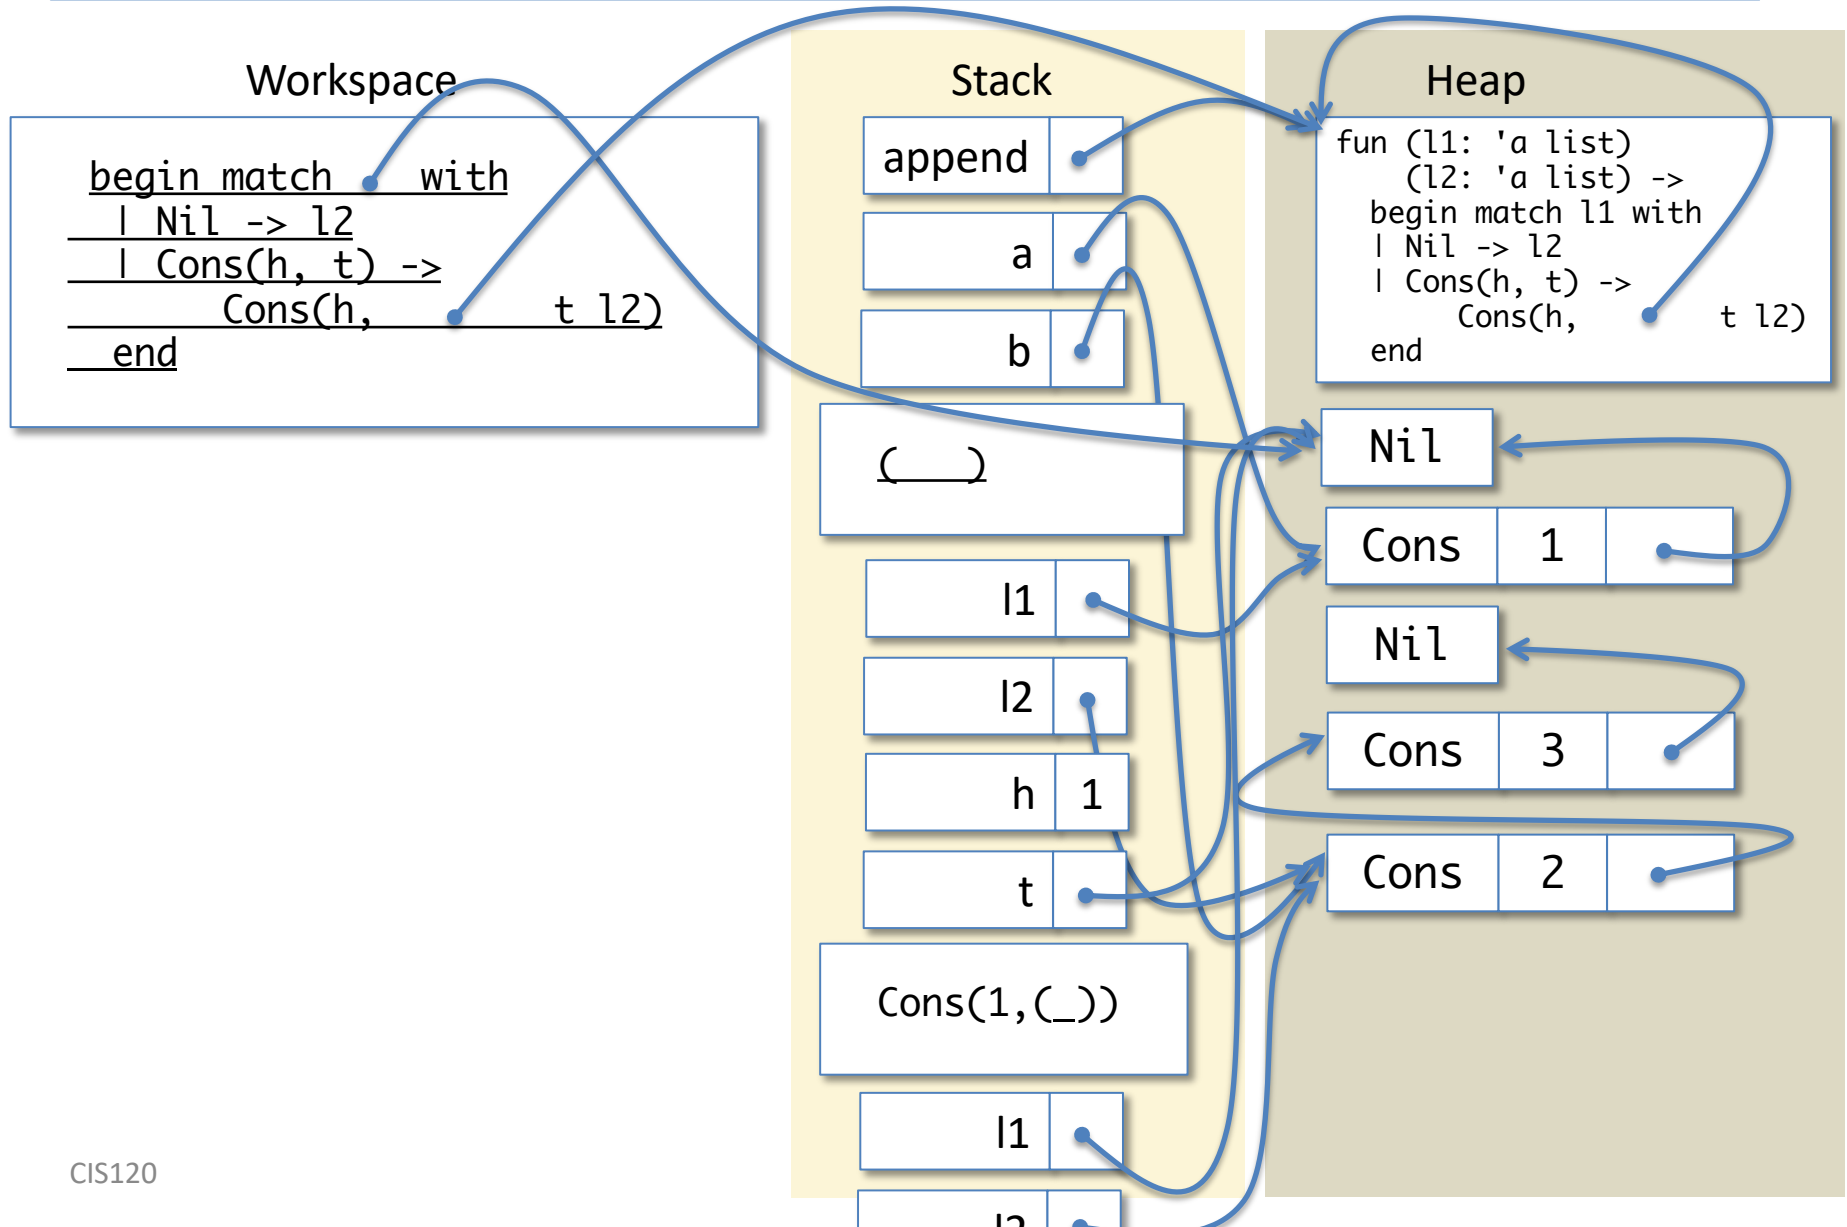 Workspace
begin match with
| Nil -> l2
| Cons(h, t) ->
Cons(h, t l2)
end
Stack
append
a
b
(___)
l1
l2
h 1
t
Cons(1,(_))
l1
l2
Heap
fun (l1: 'a list)
(l2: 'a list) ->
begin match l1 with
| Nil -> l2
| Cons(h, t) ->
Cons(h, t l2)
end
Nil
Cons 1
Nil
Cons 3
Cons 2
CIS120